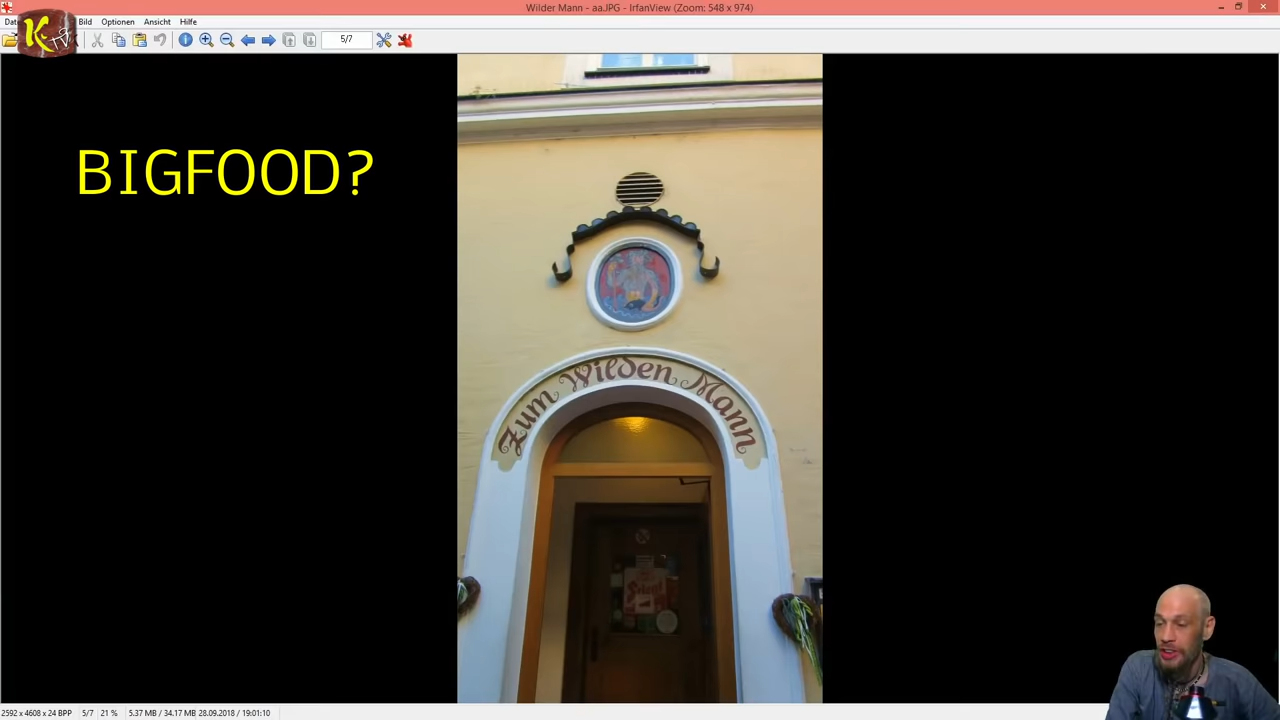 Wilder Mann - aa.JPG - IrfanView (Zoom: 548 x 974)
Bild Optionen Ansicht Hilfe
5/7
BIGFOOD?
Zum Wilden Mann
2592 x 4608 x 24 BPP 5/7 21 % 5.37 MB / 34.17 MB 28.09.2018 / 19:01:10